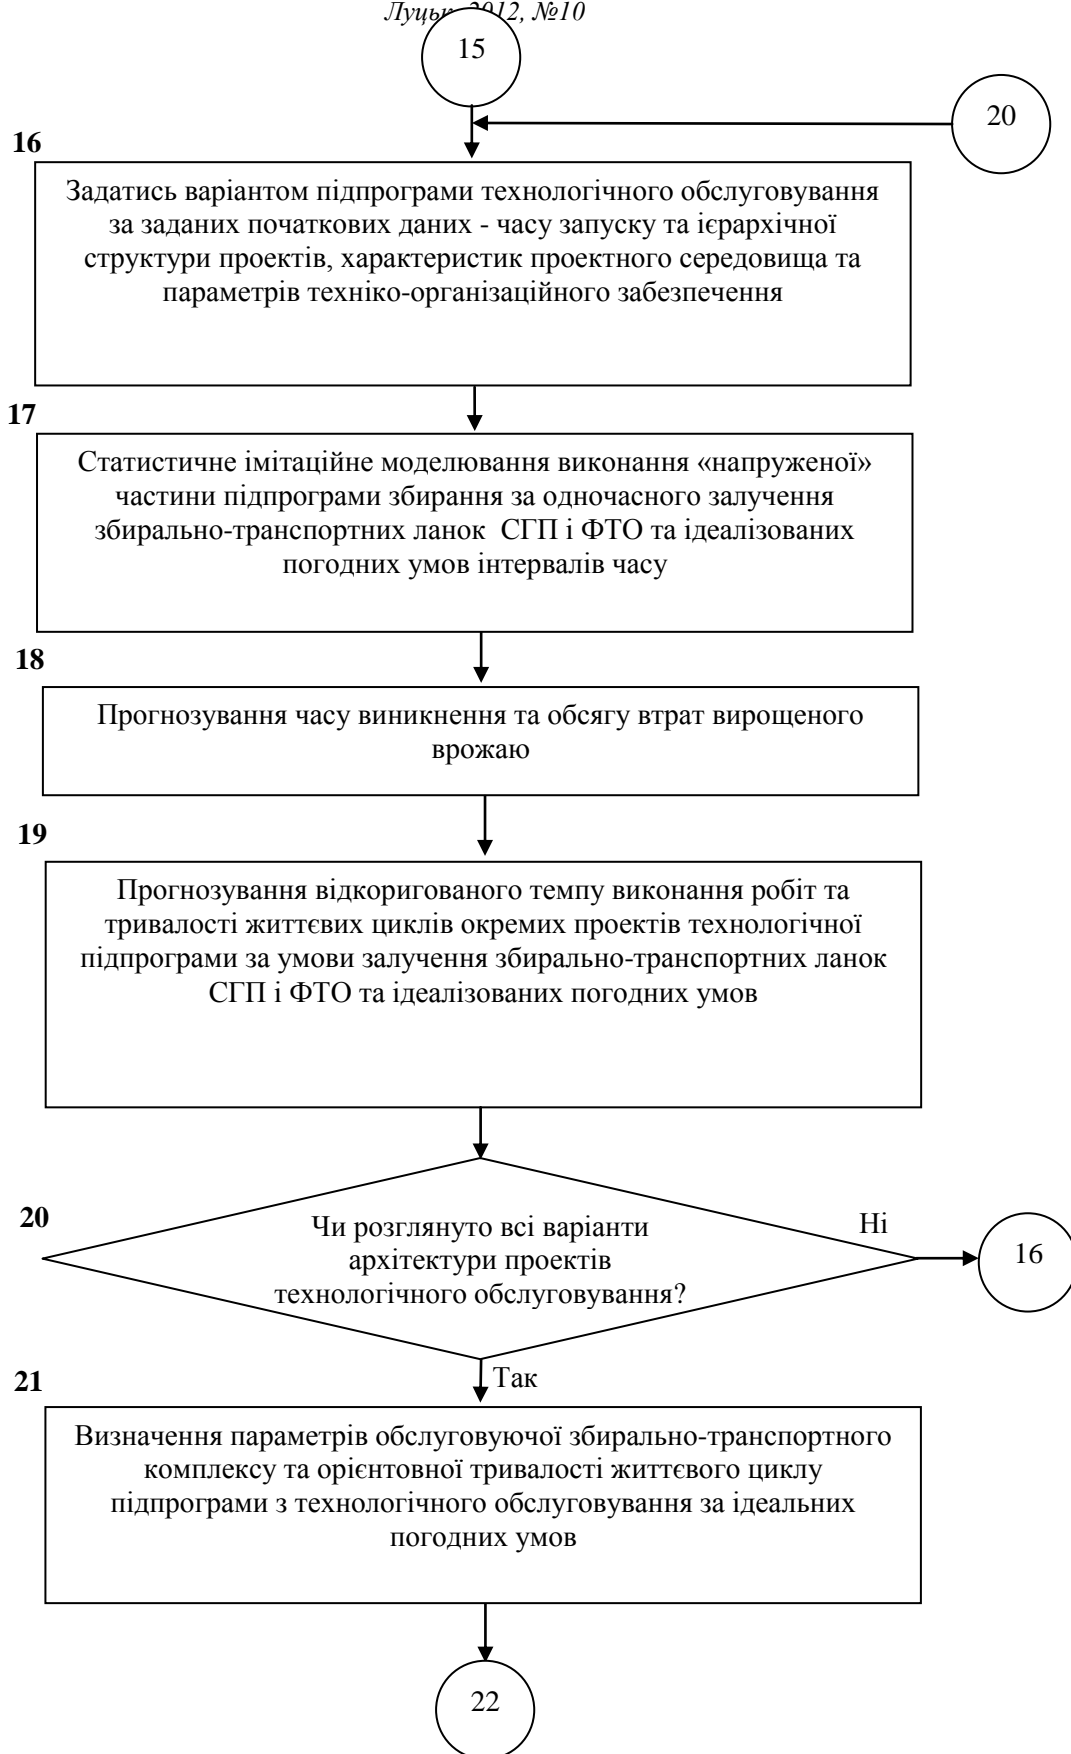 Луцьк, 2012, №10
15
20
16
Задатись варіантом підпрограми технологічного обслуговування
за заданих початкових даних - часу запуску та ієрархічної
структури проектів, характеристик проектного середовища та
параметрів техніко-організаційного забезпечення
17
Статистичне імітаційне моделювання виконання «напруженої»
частини підпрограми збирання за одночасного залучення
збирально-транспортних ланок СГП і ФТО та ідеалізованих
погодних умов інтервалів часу
18
Прогнозування часу виникнення та обсягу втрат вирощеного
врожаю
19
Прогнозування відкоригованого темпу виконання робіт та
тривалості життєвих циклів окремих проектів технологічної
підпрограми за умови залучення збирально-транспортних ланок
СГП і ФТО та ідеалізованих погодних умов
20
Чи розглянуто всі варіанти
архітектури проектів
технологічного обслуговування?
Ні
16
Так
21
Визначення параметрів обслуговуючої збирально-транспортного
комплексу та орієнтовної тривалості життєвого циклу
підпрограми з технологічного обслуговування за ідеальних
погодних умов
22